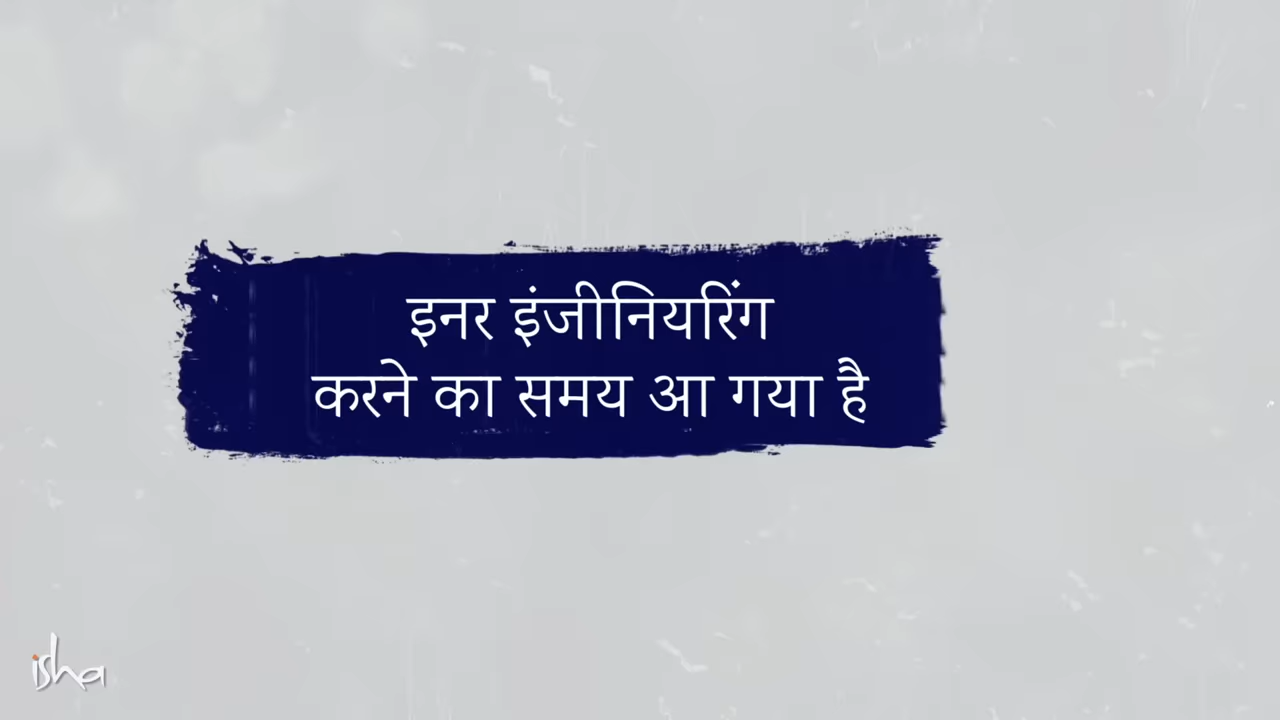 इनर इंजीनियरिंग
करने का समय आ गया है
isha